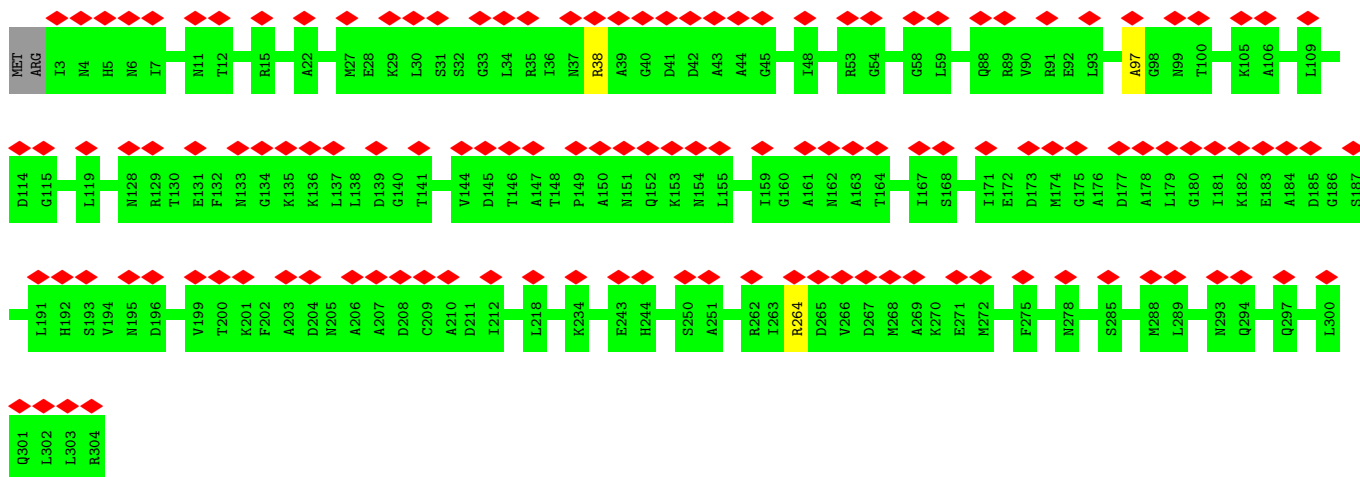 MET ARG I3 N4 H5 N6 I7 N11 T12 R15 A22 M27 E28 K29 L30 S31 S32 G33 L34 R35 I36 N37 R38 A39 G40 D41 D42 A43 A44 G45 I48 R53 G54 G58 L59 Q88 R89 V90 R91 E92 L93 A97 G98 N99 T100 K105 A106 L109
D114 G115 L119 N128 R129 T130 E131 F132 N133 G134 K135 K136 L137 L138 D139 G140 T141 V144 D145 T146 A147 T148 P149 A150 N151 Q152 K153 N154 L155 I159 G160 A161 N162 A163 T164 I167 S168 I171 E172 D173 M174 G175 A176 D177 A178 L179 G180 I181 K182 E183 A184 D185 G186 S187
L191 H192 S193 V194 N195 D196 V199 T200 K201 F202 A203 D204 N205 A206 A207 D208 C209 A210 D211 I212 L218 K234 E243 H244 S250 A251 R262 I263 R264 D265 V266 D267 M268 A269 K270 E271 M272 F275 N278 S285 M288 L289 N293 Q294 Q297 L300
Q301 L302 L303 R304